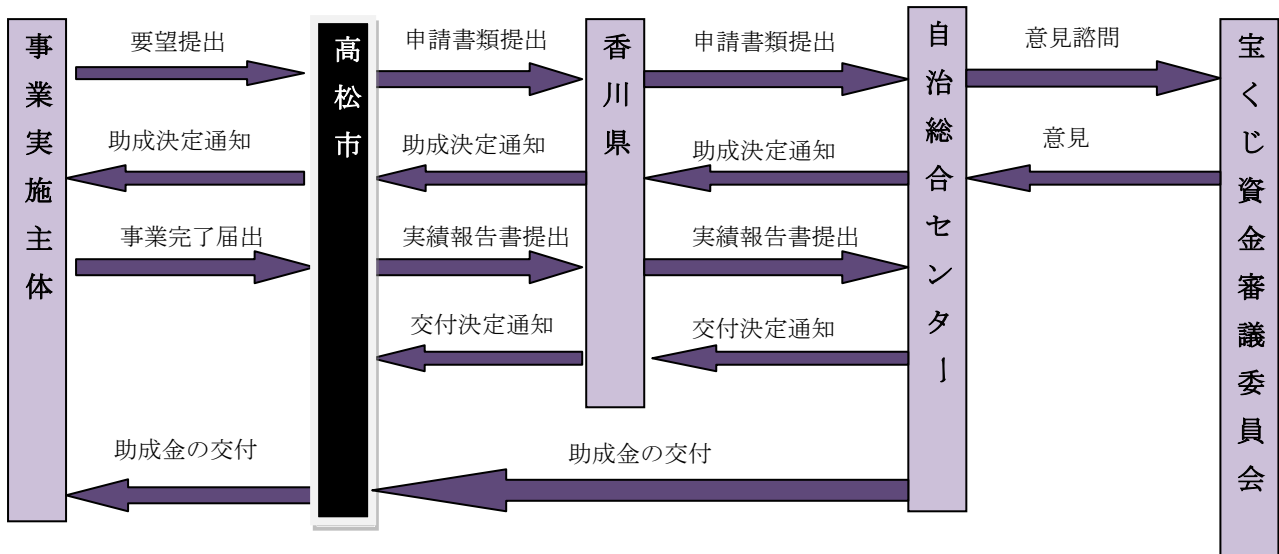 事業実施主体
高松市
香川県
自治総合センター
宝くじ資金審議委員会
要望提出
申請書類提出
申請書類提出
意見諮問
助成決定通知
助成決定通知
助成決定通知
意見
事業完了届出
実績報告書提出
実績報告書提出
交付決定通知
交付決定通知
助成金の交付
助成金の交付